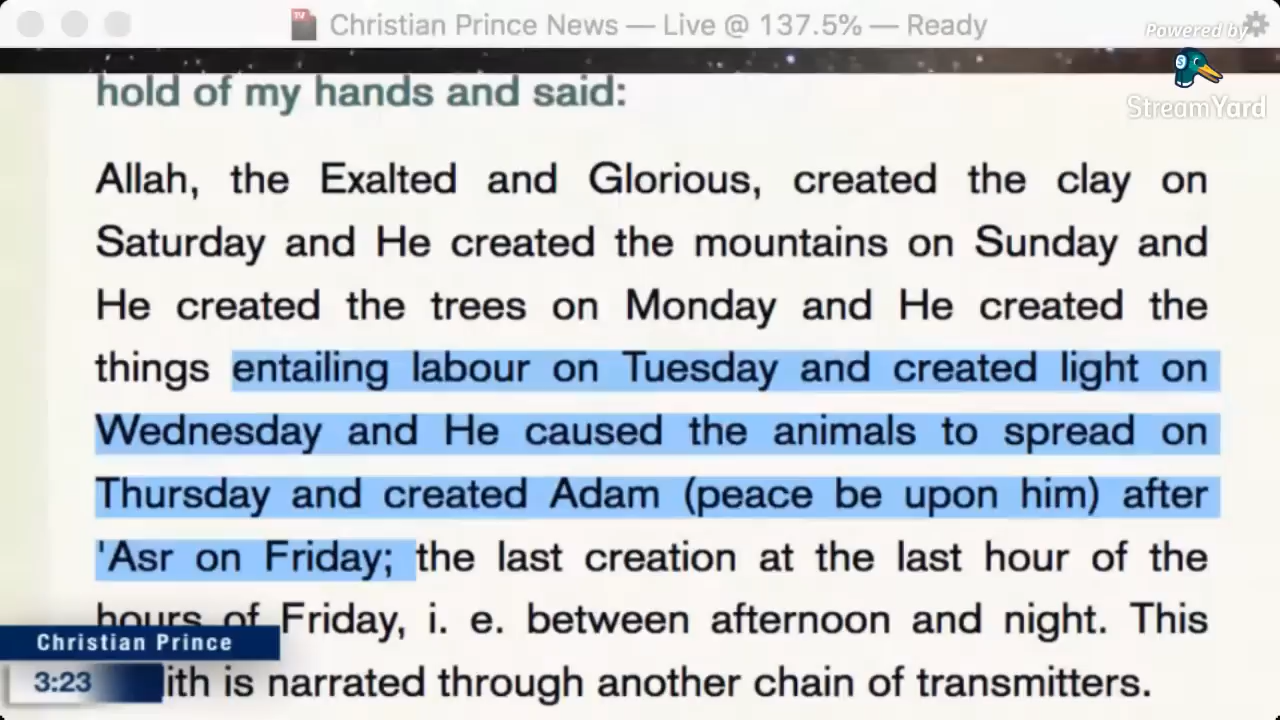 Christian Prince News — Live @ 137.5% — Ready
Powered by
StreamYard
hold of my hands and said:
Allah, the Exalted and Glorious, created the clay on
Saturday and He created the mountains on Sunday and
He created the trees on Monday and He created the
things entailing labour on Tuesday and created light on
Wednesday and He caused the animals to spread on
Thursday and created Adam (peace be upon him) after
'Asr on Friday; the last creation at the last hour of the
hours of Friday, i. e. between afternoon and night. This
ith is narrated through another chain of transmitters.
Christian Prince
3:23